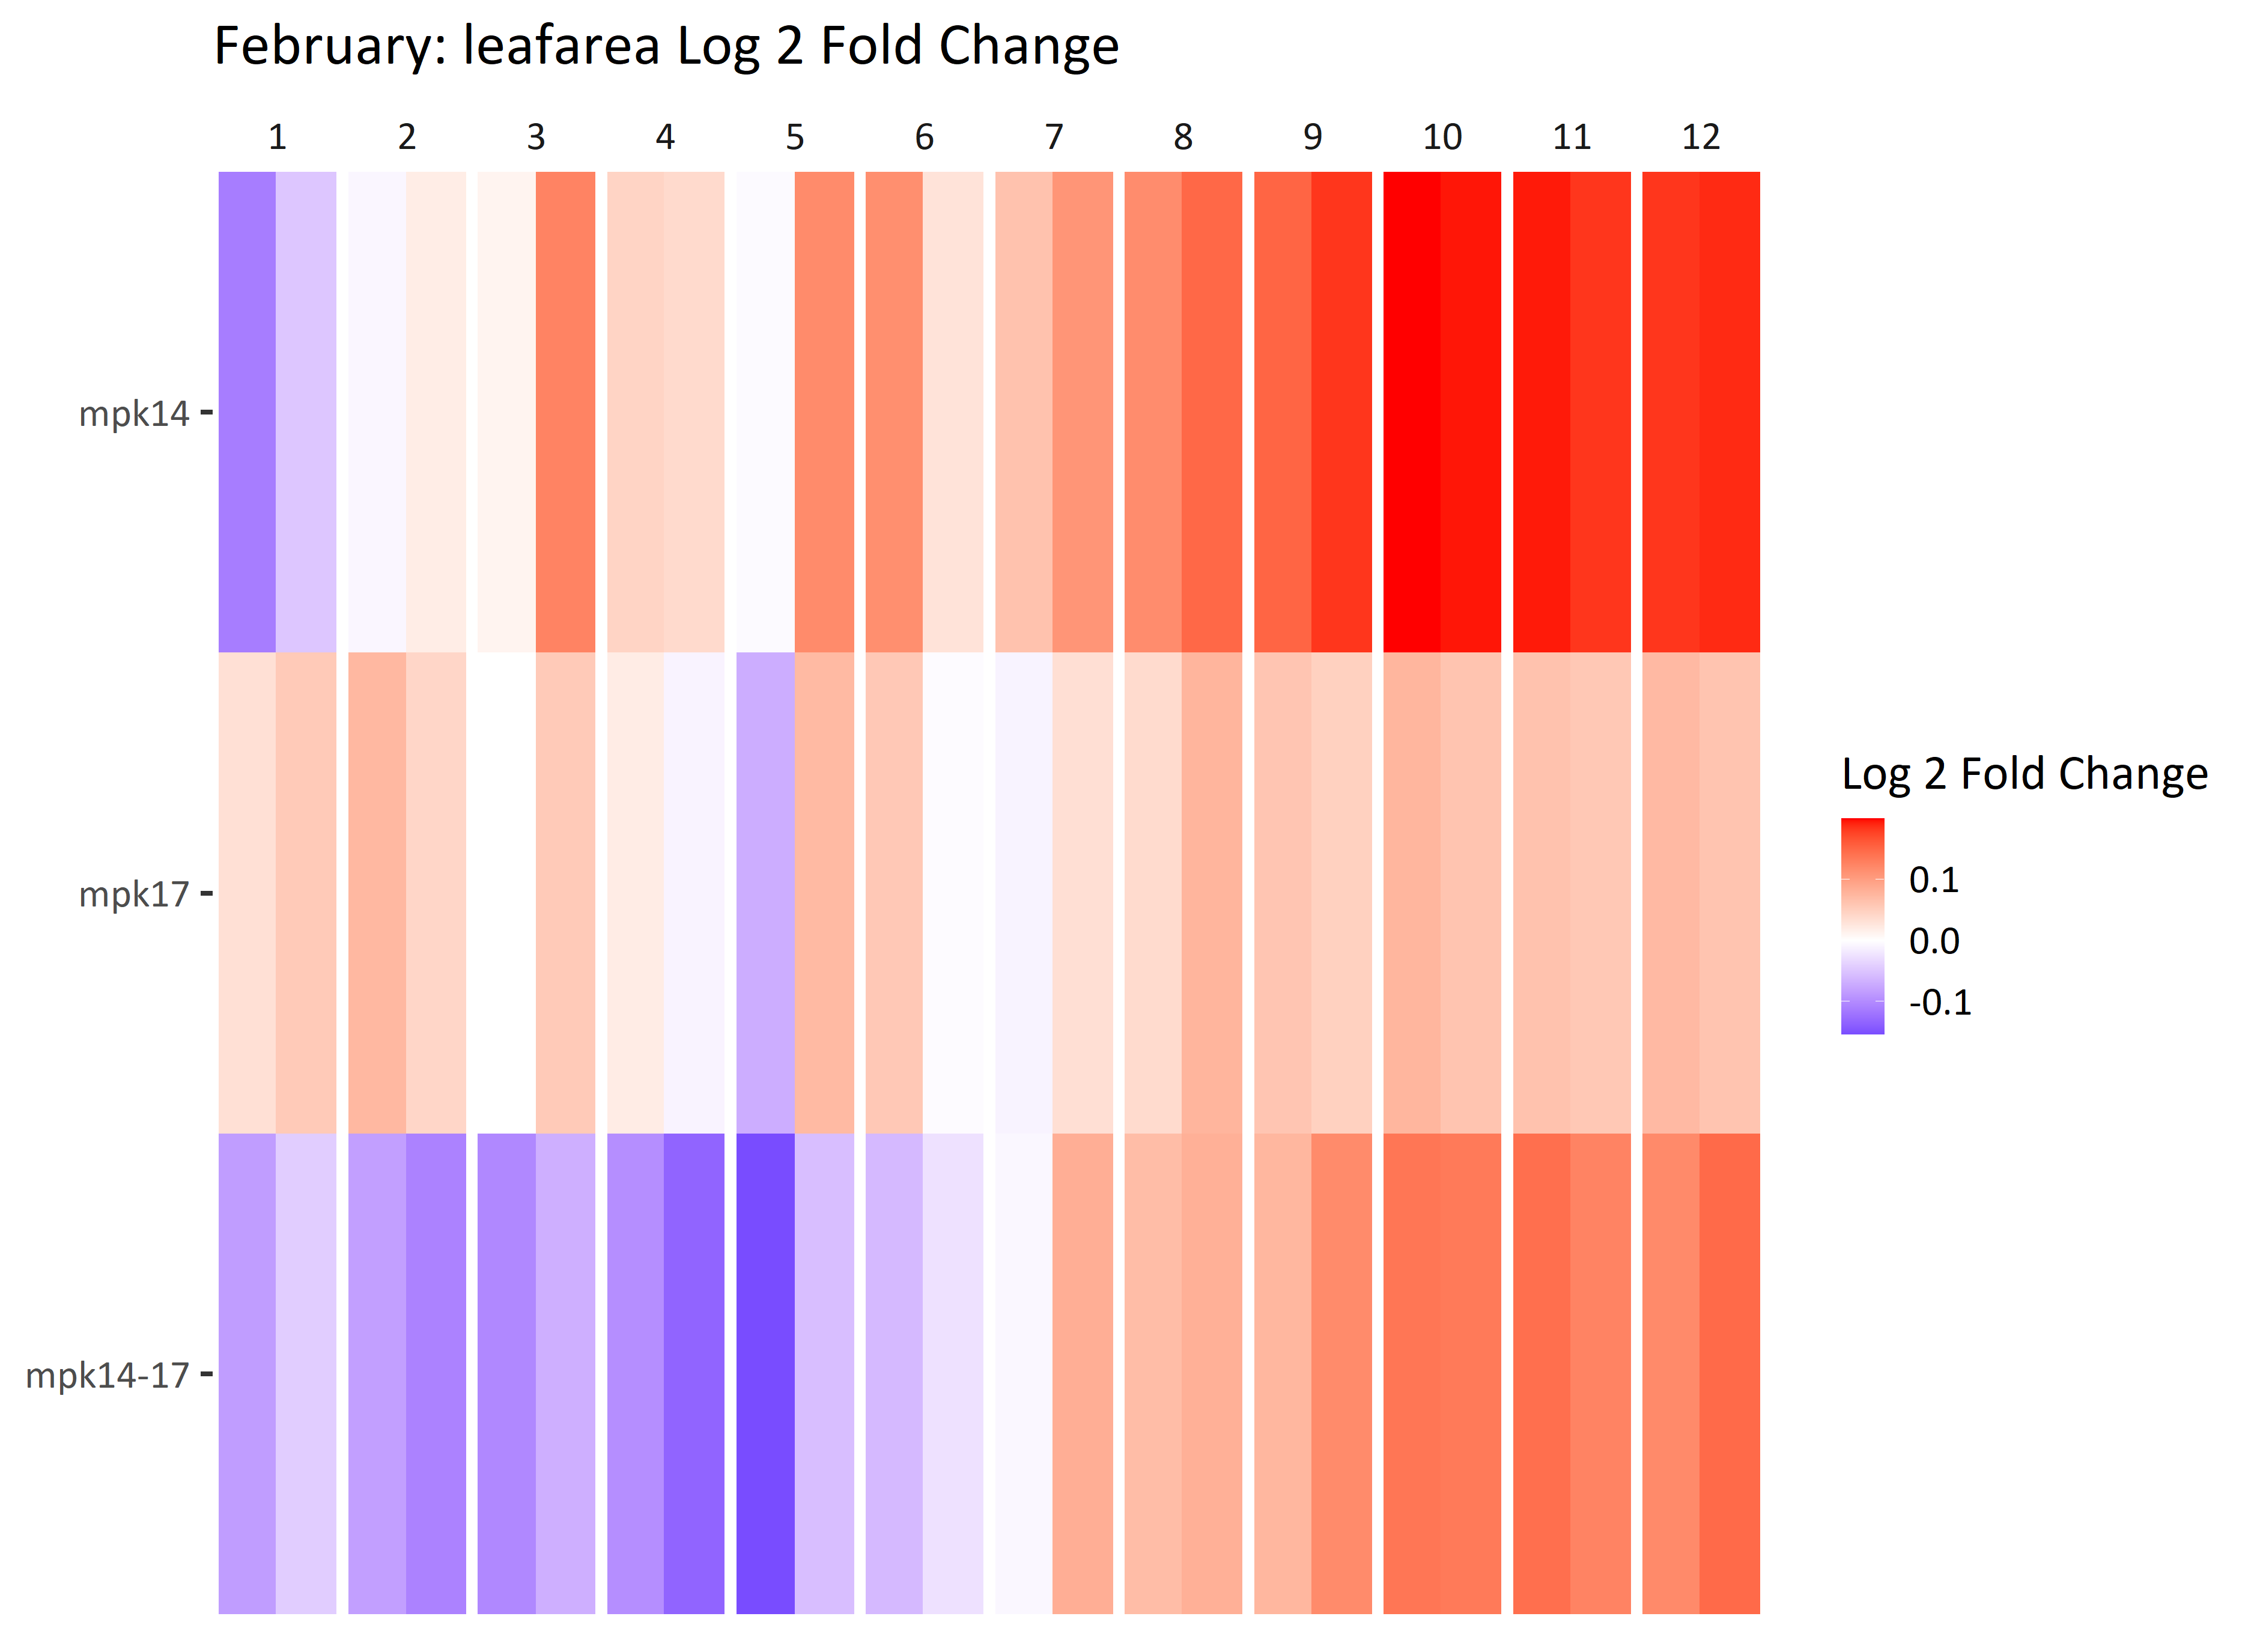 February: leafarea Log 2 Fold Change
1 2 3 4 5 6 7 8 9 10 11 12
mpk14
mpk17
mpk14-17
Log 2 Fold Change
0.1
0.0
-0.1